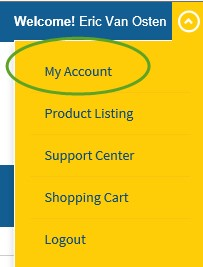 Welcome! Eric Van Osten
My Account
Product Listing
Support Center
Shopping Cart
Logout